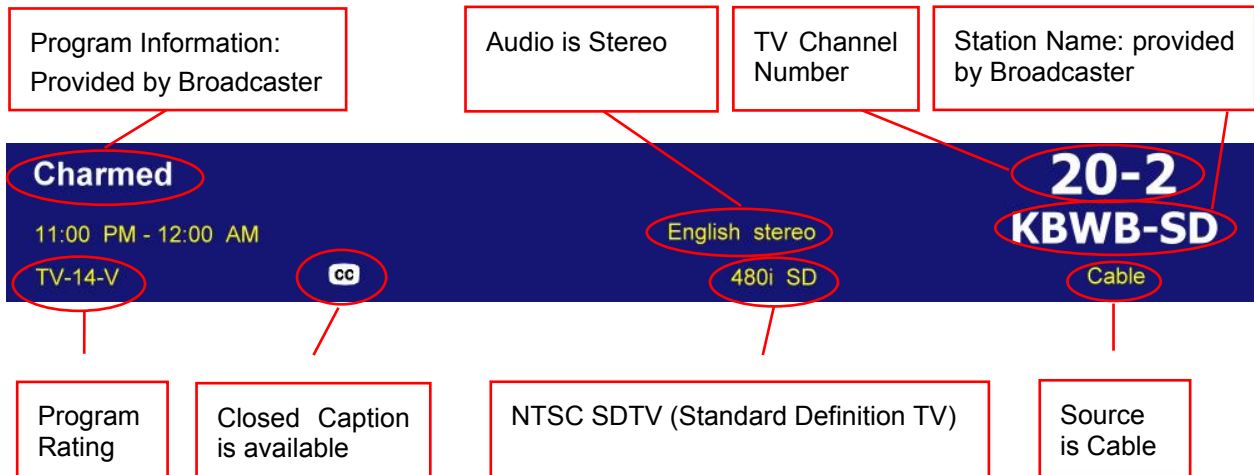 Program Information:
Provided by Broadcaster
Audio is Stereo
TV Channel
Number
Station Name: provided
by Broadcaster
Charmed
20-2
KBWB-SD
11:00 PM - 12:00 AM
English stereo
TV-14-V
CC
480i SD
Cable
Program
Rating
Closed Caption
is available
NTSC SDTV (Standard Definition TV)
Source
is Cable